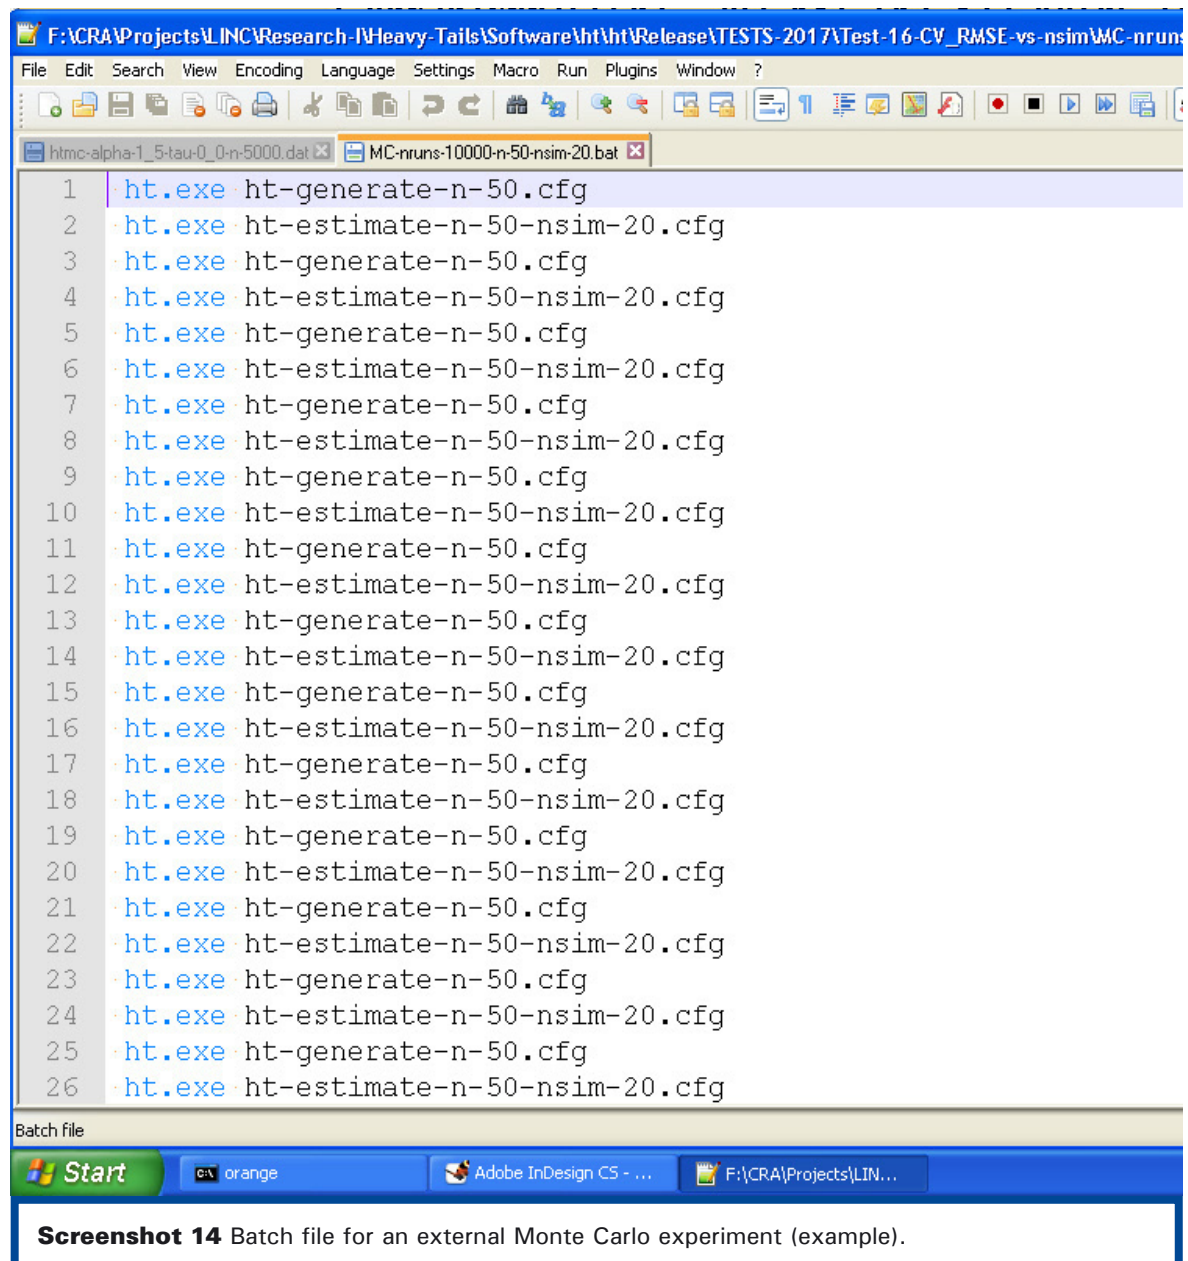 F:\CRA\Projects\LINC\Research-I\Heavy-Tails\Software\ht\ht\Release\TESTS-2017\Test-16-CV_RMSE-vs-nsim\MC-nruns
File Edit Search View Encoding Language Settings Macro Run Plugins Window ?
htmc-alpha-1_5-tau-0_0-n-5000.dat MC-nruns-10000-n-50-nsim-20.bat
1 ht.exe ht-generate-n-50.cfg
2 ht.exe ht-estimate-n-50-nsim-20.cfg
3 ht.exe ht-generate-n-50.cfg
4 ht.exe ht-estimate-n-50-nsim-20.cfg
5 ht.exe ht-generate-n-50.cfg
6 ht.exe ht-estimate-n-50-nsim-20.cfg
7 ht.exe ht-generate-n-50.cfg
8 ht.exe ht-estimate-n-50-nsim-20.cfg
9 ht.exe ht-generate-n-50.cfg
10 ht.exe ht-estimate-n-50-nsim-20.cfg
11 ht.exe ht-generate-n-50.cfg
12 ht.exe ht-estimate-n-50-nsim-20.cfg
13 ht.exe ht-generate-n-50.cfg
14 ht.exe ht-estimate-n-50-nsim-20.cfg
15 ht.exe ht-generate-n-50.cfg
16 ht.exe ht-estimate-n-50-nsim-20.cfg
17 ht.exe ht-generate-n-50.cfg
18 ht.exe ht-estimate-n-50-nsim-20.cfg
19 ht.exe ht-generate-n-50.cfg
20 ht.exe ht-estimate-n-50-nsim-20.cfg
21 ht.exe ht-generate-n-50.cfg
22 ht.exe ht-estimate-n-50-nsim-20.cfg
23 ht.exe ht-generate-n-50.cfg
24 ht.exe ht-estimate-n-50-nsim-20.cfg
25 ht.exe ht-generate-n-50.cfg
26 ht.exe ht-estimate-n-50-nsim-20.cfg
Batch file
Start orange Adobe InDesign CS - ... F:\CRA\Projects\LIN...
Screenshot 14 Batch file for an external Monte Carlo experiment (example).